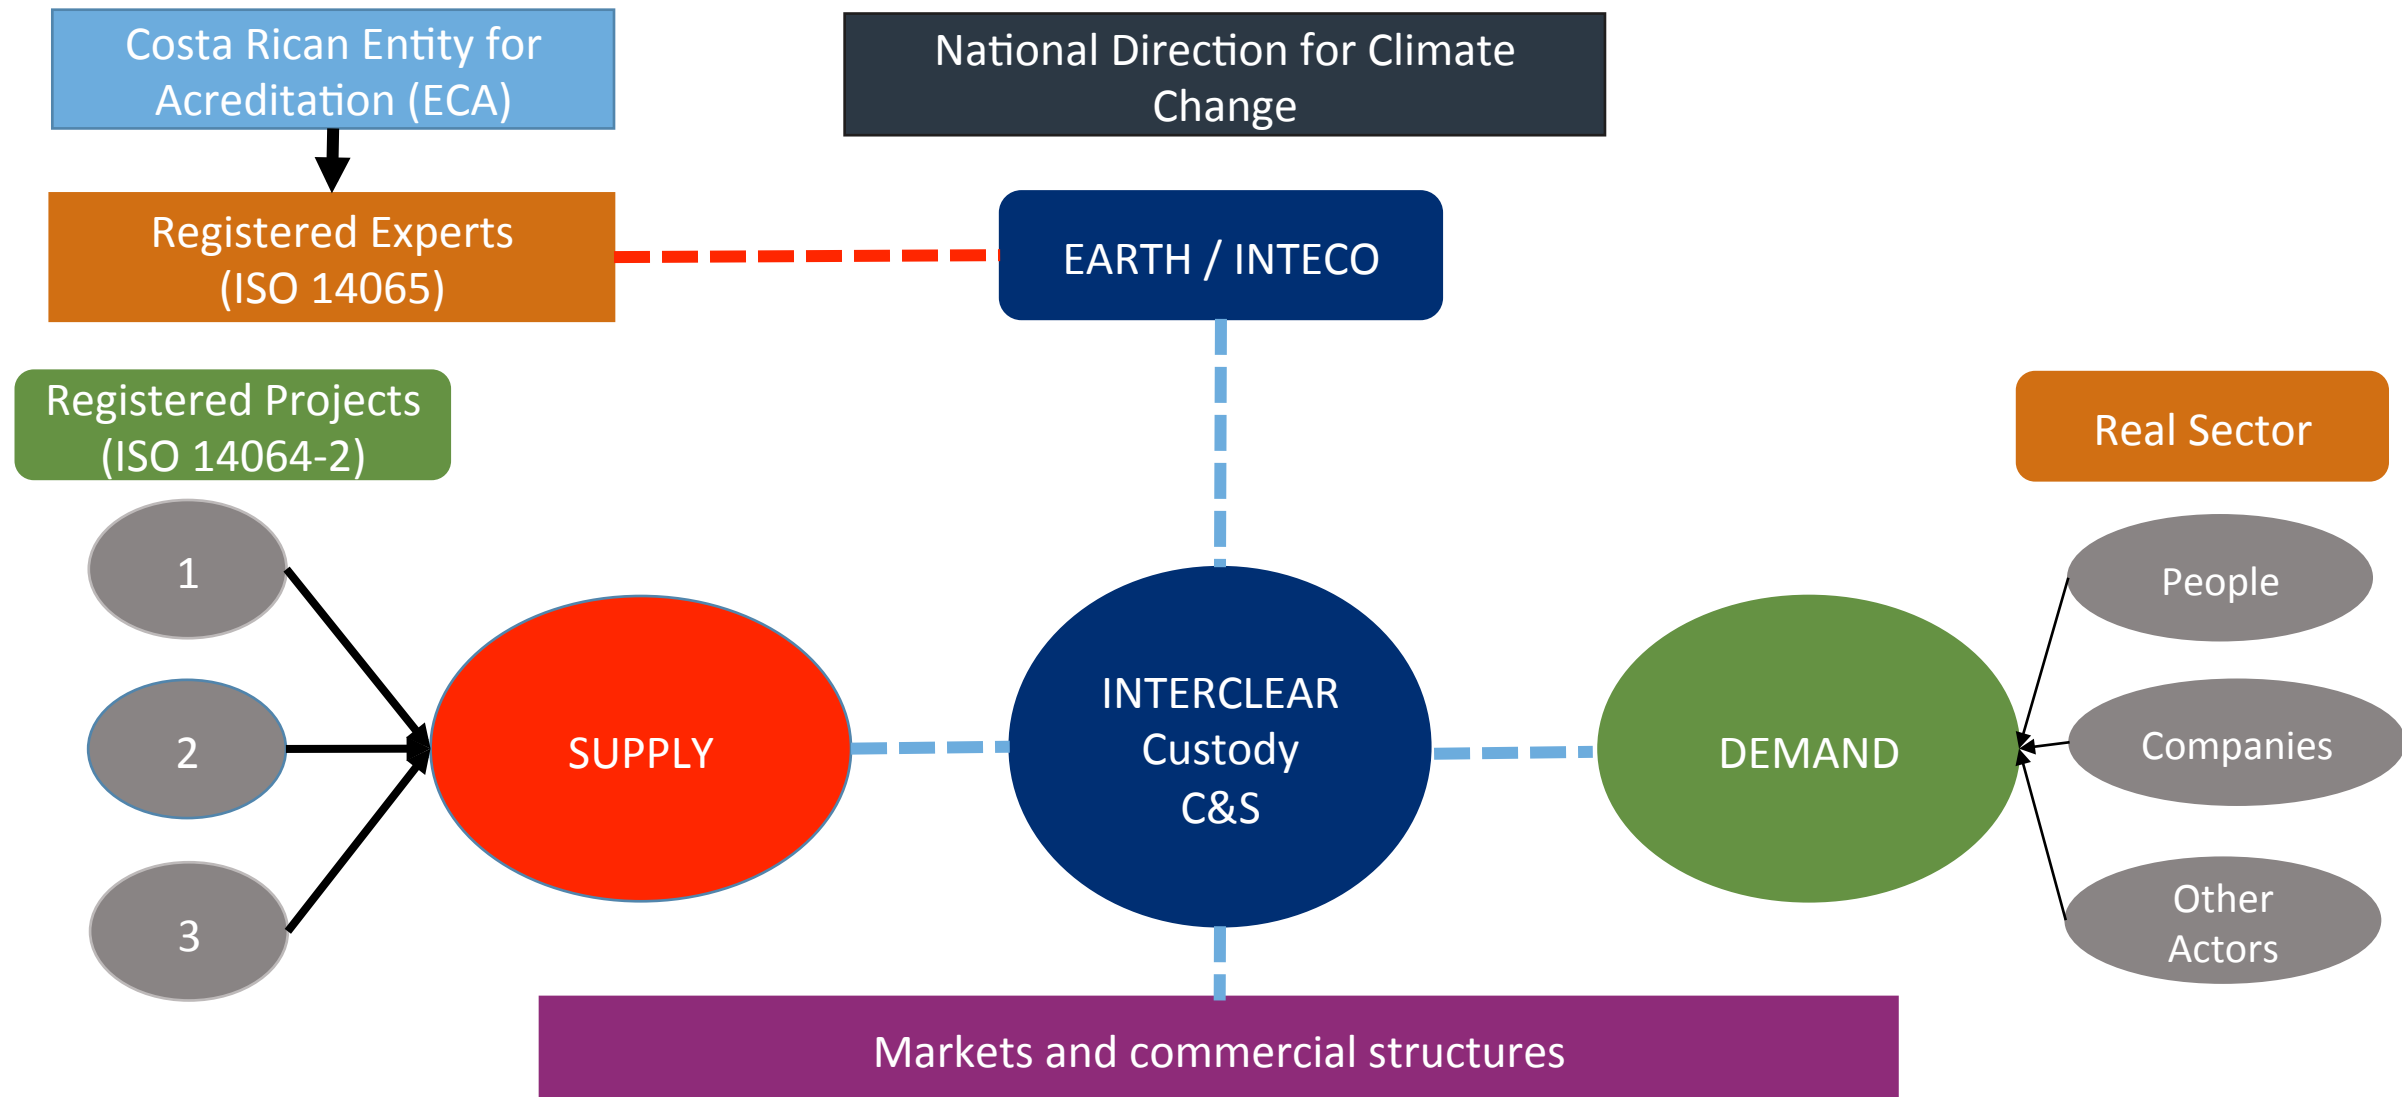 Costa Rican Entity for
Acreditation (ECA)
National Direction for Climate
Change
Registered Experts
(ISO 14065)
EARTH / INTECO
Registered Projects
(ISO 14064-2)
Real Sector
1
2
3
SUPPLY
INTERCLEAR
Custody
C&S
DEMAND
People
Companies
Other
Actors
Markets and commercial structures